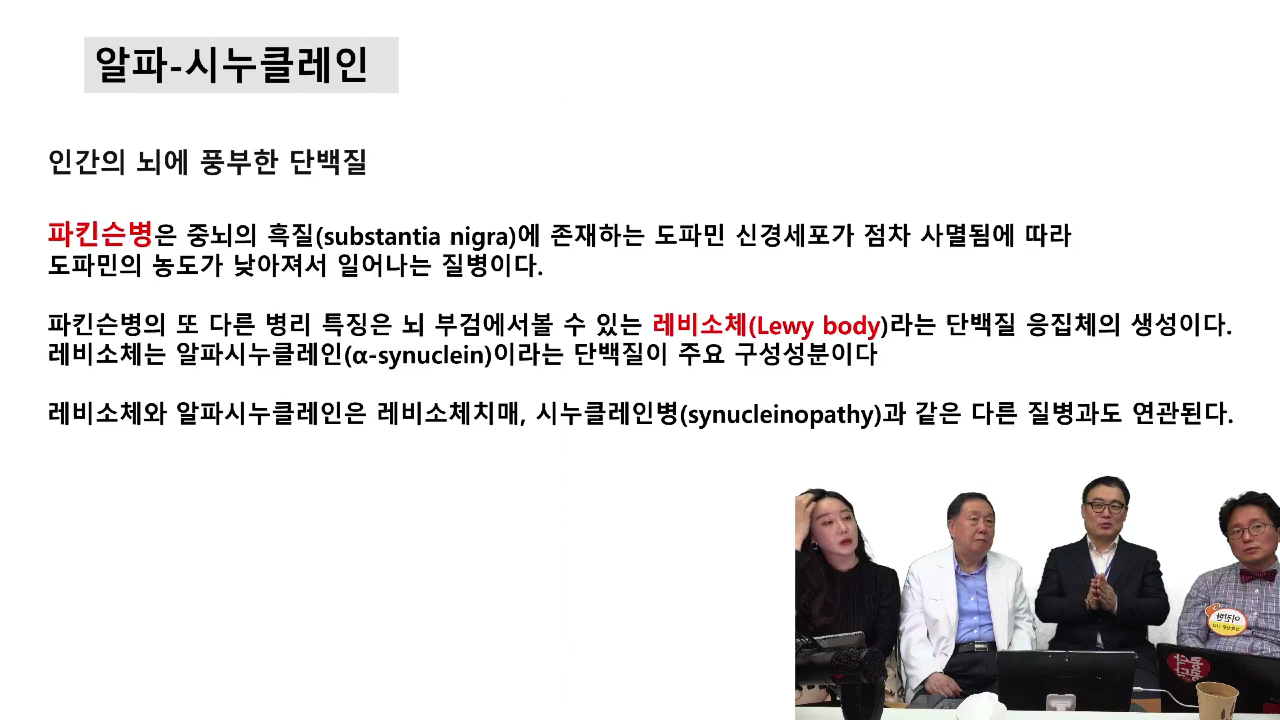 알파-시누클레인
인간의 뇌에 풍부한 단백질
파킨슨병은 중뇌의 흑질(substantia nigra)에 존재하는 도파민 신경세포가 점차 사멸됨에 따라
도파민의 농도가 낮아져서 일어나는 질병이다.
파킨슨병의 또 다른 병리 특징은 뇌 부검에서볼 수 있는 레비소체(Lewy body)라는 단백질 응집체의 생성이다.
레비소체는 알파시누클레인(α-synuclein)이라는 단백질이 주요 구성성분이다
레비소체와 알파시누클레인은 레비소체치매, 시누클레인병(synucleinopathy)과 같은 다른 질병과도 연관된다.